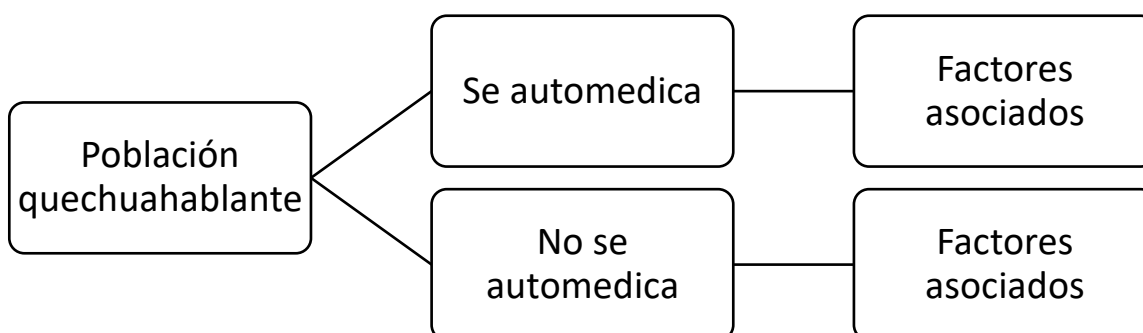 Población
quechuahablante
Se automedica
Factores
asociados
No se
automedica
Factores
asociados